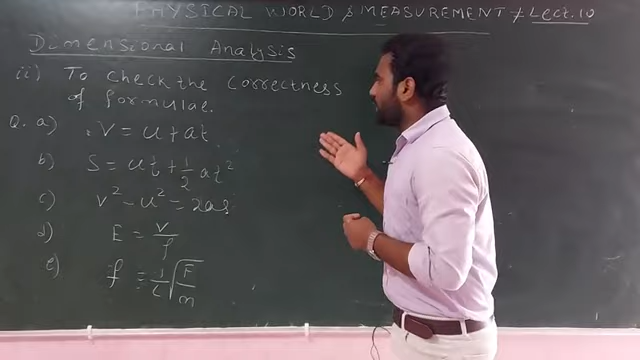 PHYSICAL WORLD & MEASUREMENT / Lect.10
Dimensional Analysis
ii) To check the correctness
of formulae.
Q. a) V = u + at
b) S = ut + 1/2 at²
c) v² - u² = 2as
d) E = V/f
e) f = 1/L √F/m